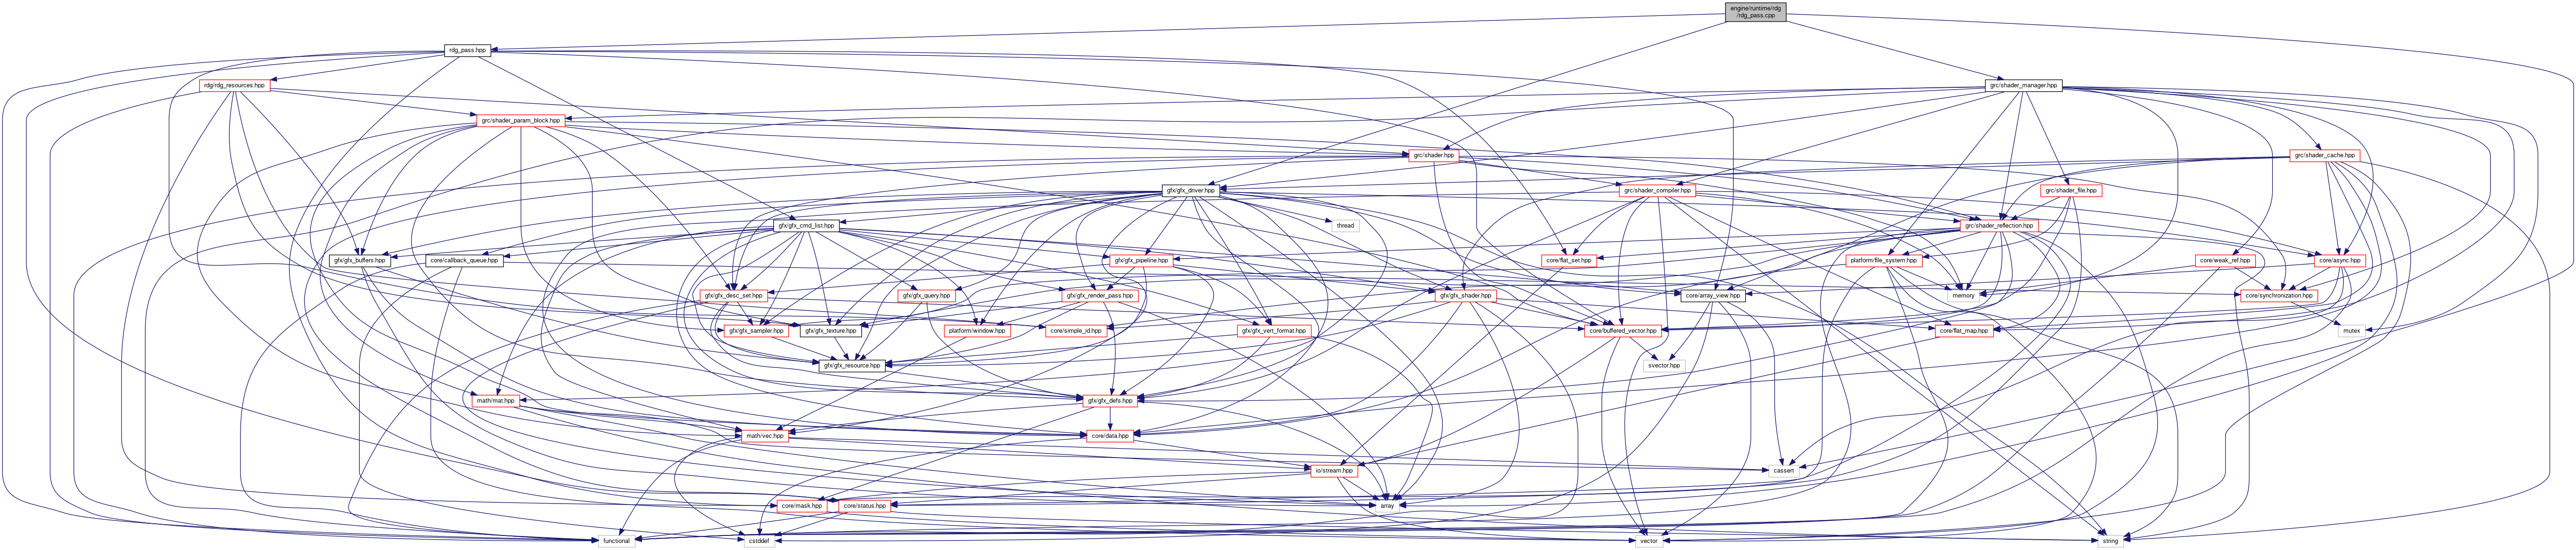 engine/runtime/rdg
/rdg_pass.cpp
rdg_pass.hpp
rdg/rdg_resources.hpp
grc/shader_manager.hpp
grc/shader_param_block.hpp
grc/shader.hpp
grc/shader_cache.hpp
gfx/gfx_driver.hpp
grc/shader_compiler.hpp
grc/shader_file.hpp
thread
gfx/gfx_cmd_list.hpp
grc/shader_reflection.hpp
gfx/gfx_buffers.hpp
core/callback_queue.hpp
gfx/gfx_pipeline.hpp
core/flat_set.hpp
platform/file_system.hpp
core/weak_ref.hpp
core/async.hpp
gfx/gfx_desc_set.hpp
gfx/gfx_query.hpp
gfx/gfx_render_pass.hpp
gfx/gfx_shader.hpp
core/array_view.hpp
memory
core/synchronization.hpp
gfx/gfx_sampler.hpp
gfx/gfx_texture.hpp
platform/window.hpp
core/simple_id.hpp
gfx/gfx_vert_format.hpp
core/buffered_vector.hpp
core/flat_map.hpp
mutex
gfx/gfx_resource.hpp
svector.hpp
math/mat.hpp
gfx/gfx_defs.hpp
math/vec.hpp
core/data.hpp
io/stream.hpp
cassert
core/mask.hpp
core/status.hpp
array
functional
cstddef
vector
string